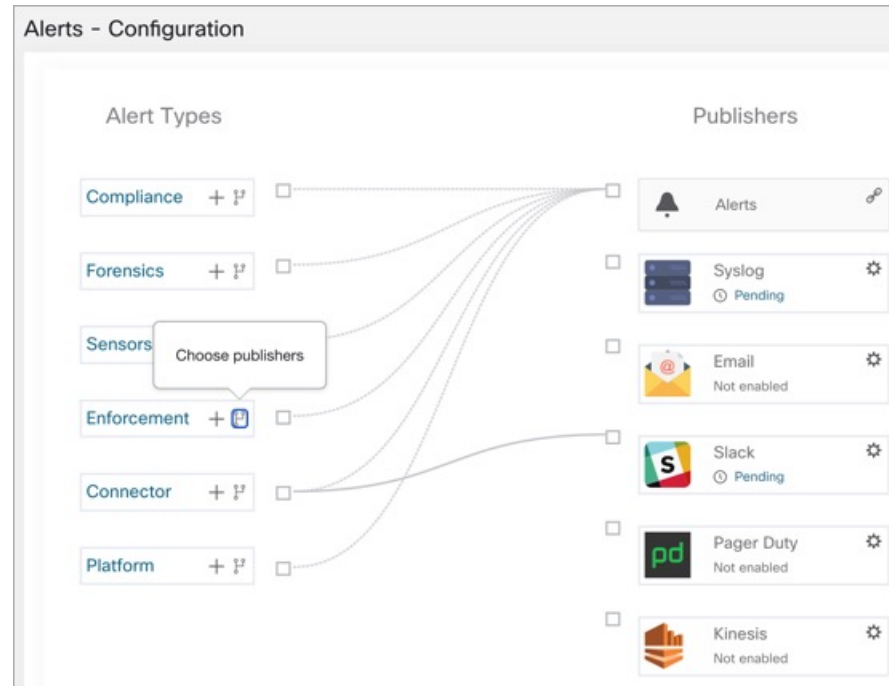 Alerts - Configuration
Alert Types
Publishers
Compliance
Forensics
Sensors
Choose publishers
Enforcement
Connector
Platform
Alerts
Syslog
Pending
@
Email
Not enabled
S
Slack
Pending
pd
Pager Duty
Not enabled
Kinesis
Not enabled